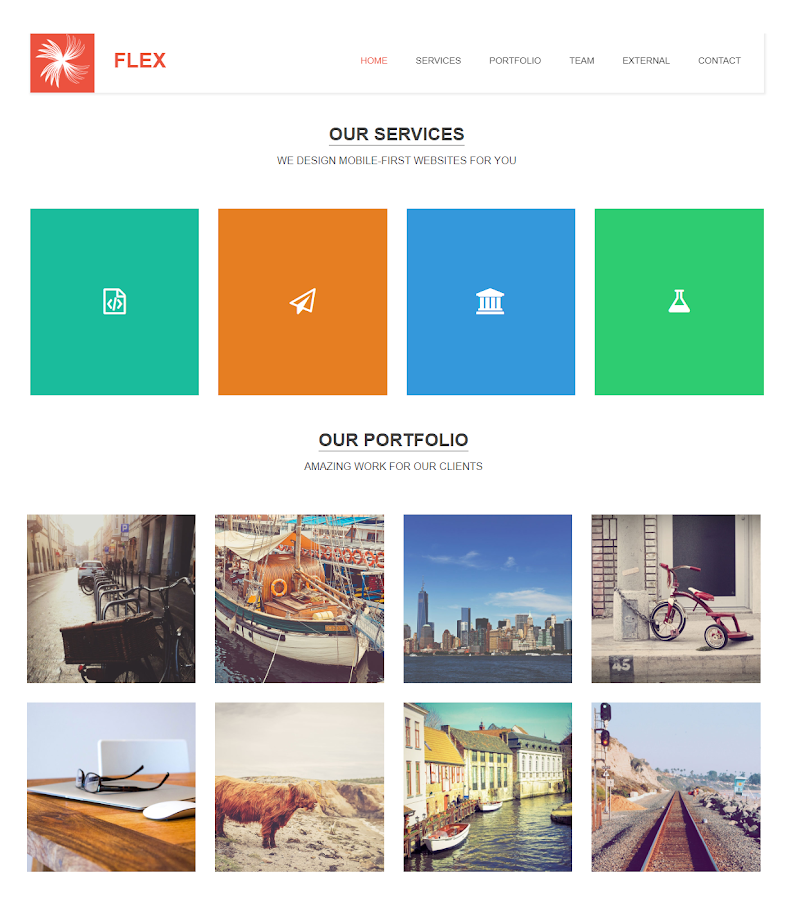 FLEX
HOME SERVICES PORTFOLIO TEAM EXTERNAL CONTACT
OUR SERVICES
WE DESIGN MOBILE-FIRST WEBSITES FOR YOU
OUR PORTFOLIO
AMAZING WORK FOR OUR CLIENTS
P
45